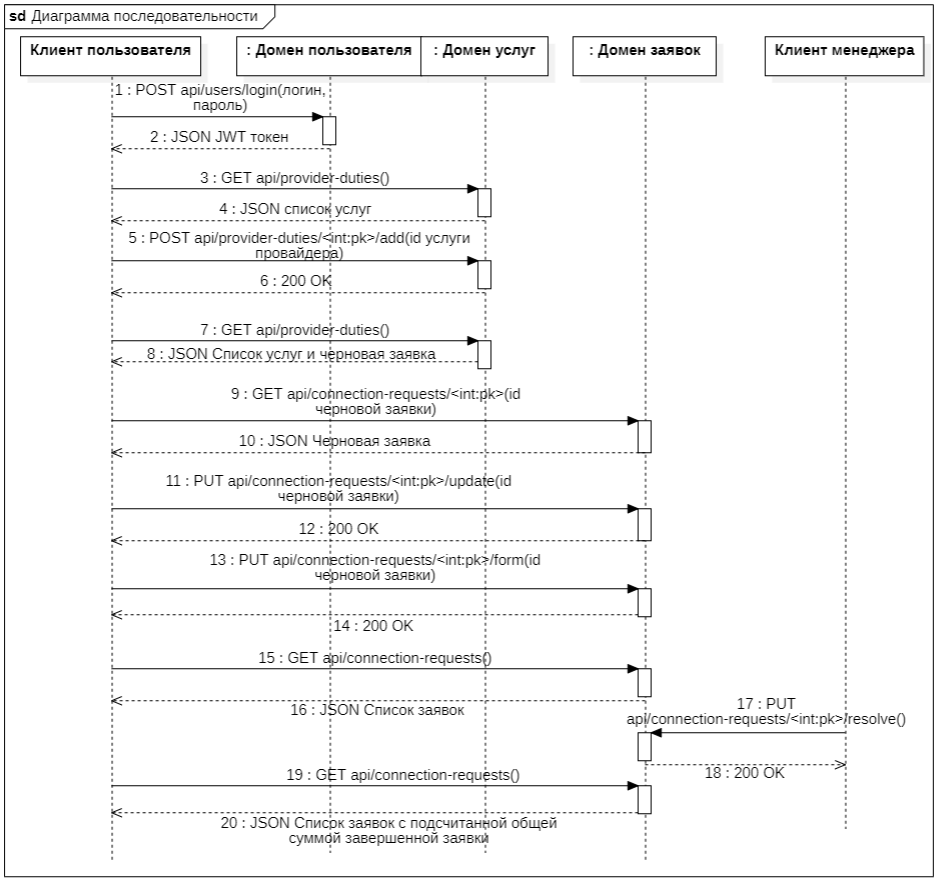 sd Диаграмма последовательности
Клиент пользователя
: Домен пользователя
: Домен услуг
: Домен заявок
Клиент менеджера
1 : POST api/users/login(логин,
пароль)
2 : JSON JWT токен
3 : GET api/provider-duties()
4 : JSON список услуг
5 : POST api/provider-duties/<int:pk>/add(id услуги
провайдера)
6 : 200 OK
7 : GET api/provider-duties()
8 : JSON Список услуг и черновая заявка
9 : GET api/connection-requests/<int:pk>(id
черновой заявки)
10 : JSON Черновая заявка
11 : PUT api/connection-requests/<int:pk>/update(id
черновой заявки)
12 : 200 OK
13 : PUT api/connection-requests/<int:pk>/form(id
черновой заявки)
14 : 200 OK
15 : GET api/connection-requests()
16 : JSON Список заявок
17 : PUT
api/connection-requests/<int:pk>/resolve()
18 : 200 OK
19 : GET api/connection-requests()
20 : JSON Список заявок с подсчитанной общей
суммой завершенной заявки